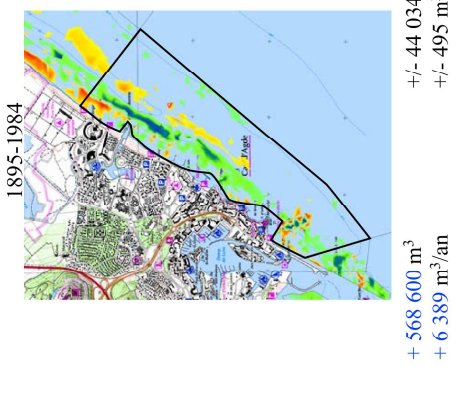 1895-1984
+ 568 600 m³
+ 6 389 m³/an
+/- 44 034
+/- 495 m